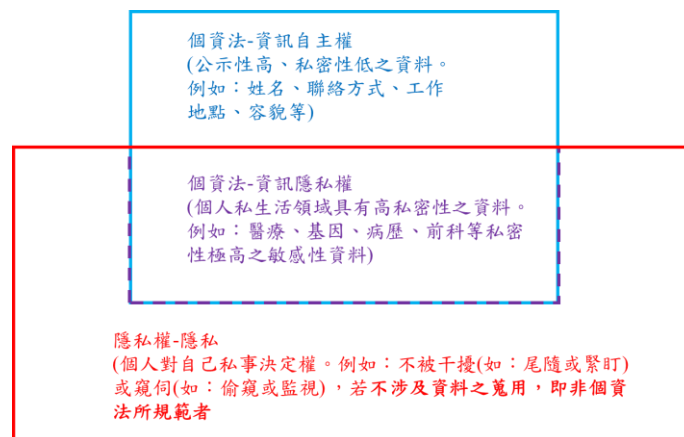 個資法-資訊自主權
(公示性高、私密性低之資料。
例如：姓名、聯絡方式、工作
地點、容貌等)
個資法-資訊隱私權
(個人私生活領域具有高私密性之資料。
例如：醫療、基因、病歷、前科等私密
性極高之敏感性資料)
隱私權-隱私
(個人對自己私事決定權。例如：不被干擾(如：尾隨或緊盯)
或窺伺(如：偷窺或監視)，若不涉及資料之蒐用，即非個資
法所規範者